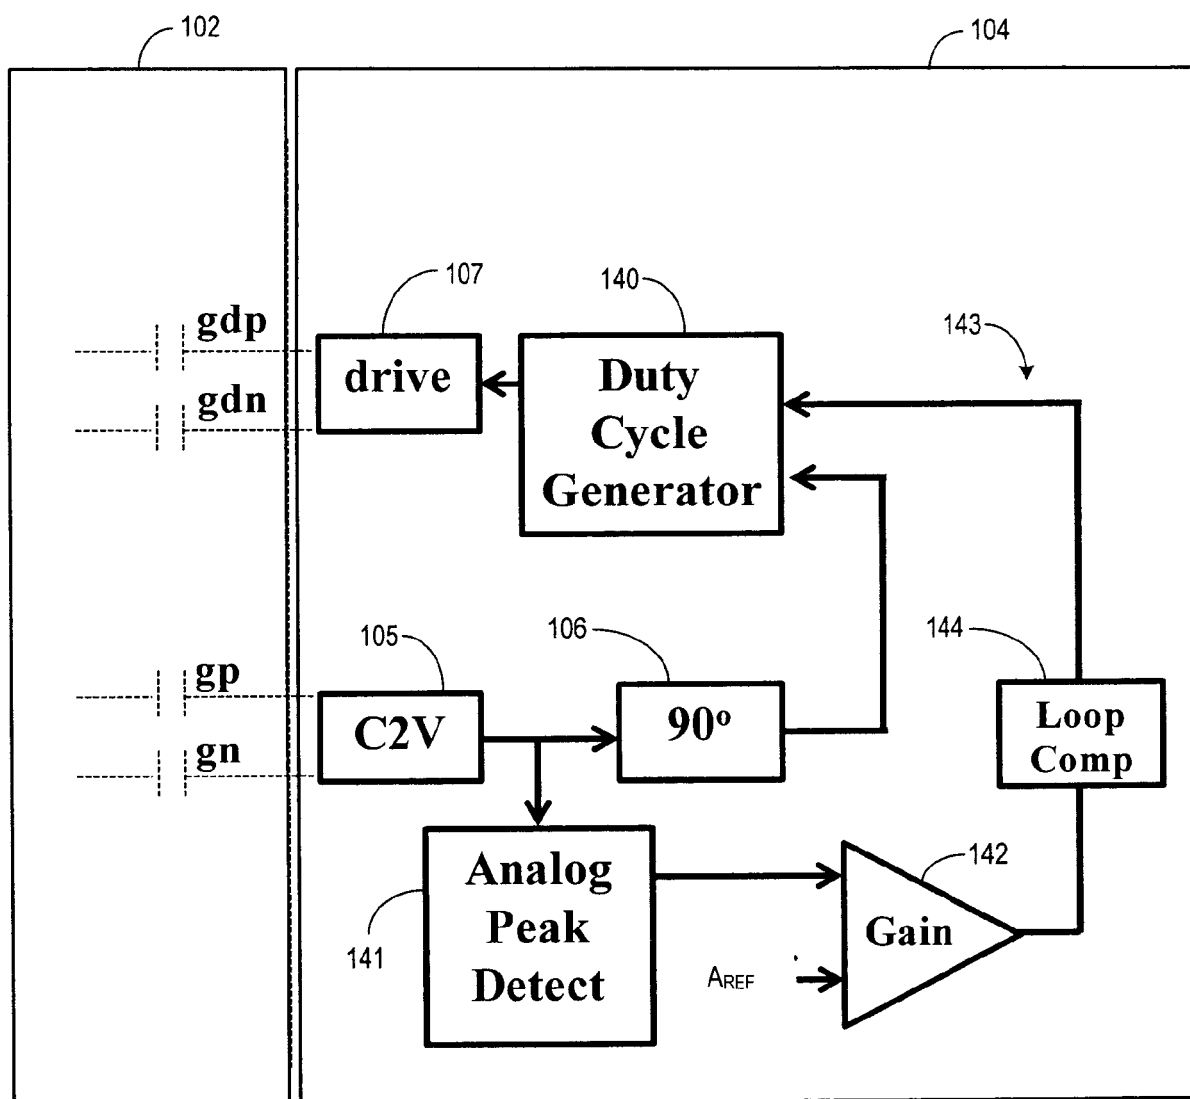 102
104
107
140
143
gdp
gdn
drive
Duty
Cycle
Generator
105
106
144
gp
gn
C2V
90°
Loop
Comp
141
Analog
Peak
Detect
142
Gain
AREF